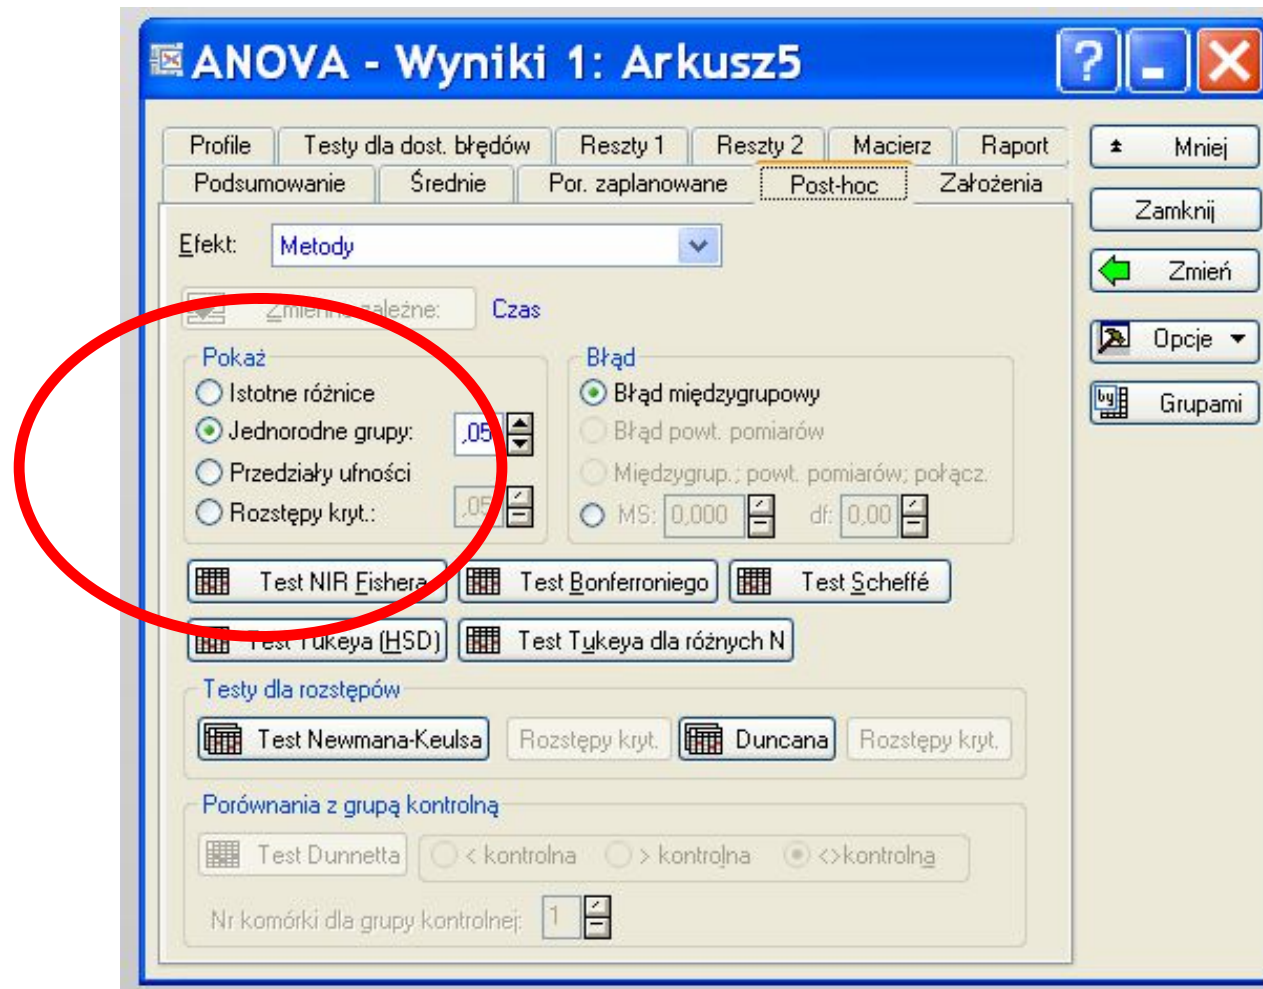 ANOVA - Wyniki 1: Arkusz5
Profile Testy dla dost. błędów Reszty 1 Reszty 2 Macierz Raport
Podsumowanie Średnie Por. zaplanowane Post-hoc Założenia
Mniej
Zamknij
Zmień
Opcje
Grupami
Efekt: Metody
Zmienne zależne: Czas
Pokaż
Istotne różnice
Jednorodne grupy: ,05
Przedziały ufności
Rozstępy kryt.: ,05
Błąd
Błąd międzygrupowy
Błąd powt. pomiarów
Międzygrup.; powt. pomiarów; połącz.
MS: 0,000 df: 0,00
Test NIR Fishera Test Bonferroniego Test Scheffé
Test Tukeya (HSD) Test Tukeya dla różnych N
Testy dla rozstępów
Test Newmana-Keulsa Rozstępy kryt. Duncana Rozstępy kryt.
Porównania z grupą kontrolną
Test Dunnetta < kontrolna > kontrolna <>kontrolną
Nr komórki dla grupy kontrolnej: 1